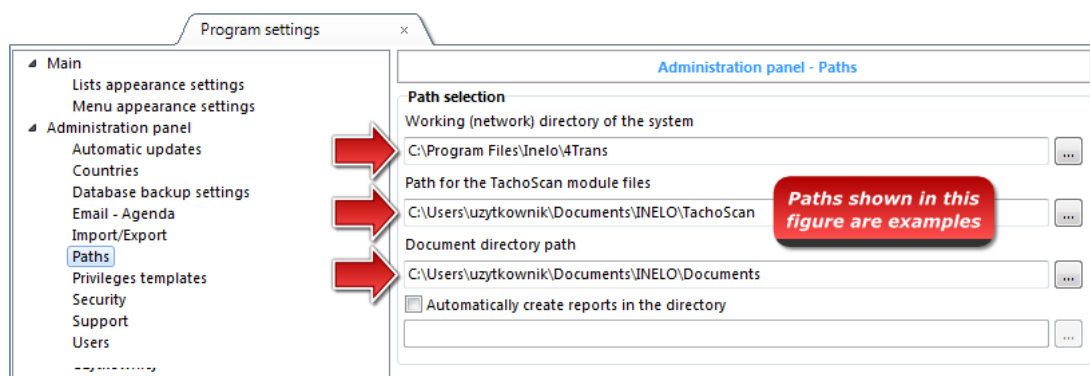 Program settings
Main
Lists appearance settings
Menu appearance settings
Administration panel
Automatic updates
Countries
Database backup settings
Email - Agenda
Import/Export
Paths
Privileges templates
Security
Support
Users
Administration panel - Paths
Path selection
Working (network) directory of the system
C:\Program Files\Inelo\4Trans
...
Path for the TachoScan module files
C:\Users\uzytkownik\Documents\INELO\TachoScan
...
Paths shown in this
figure are examples
Document directory path
C:\Users\uzytkownik\Documents\INELO\Documents
...
Automatically create reports in the directory
...